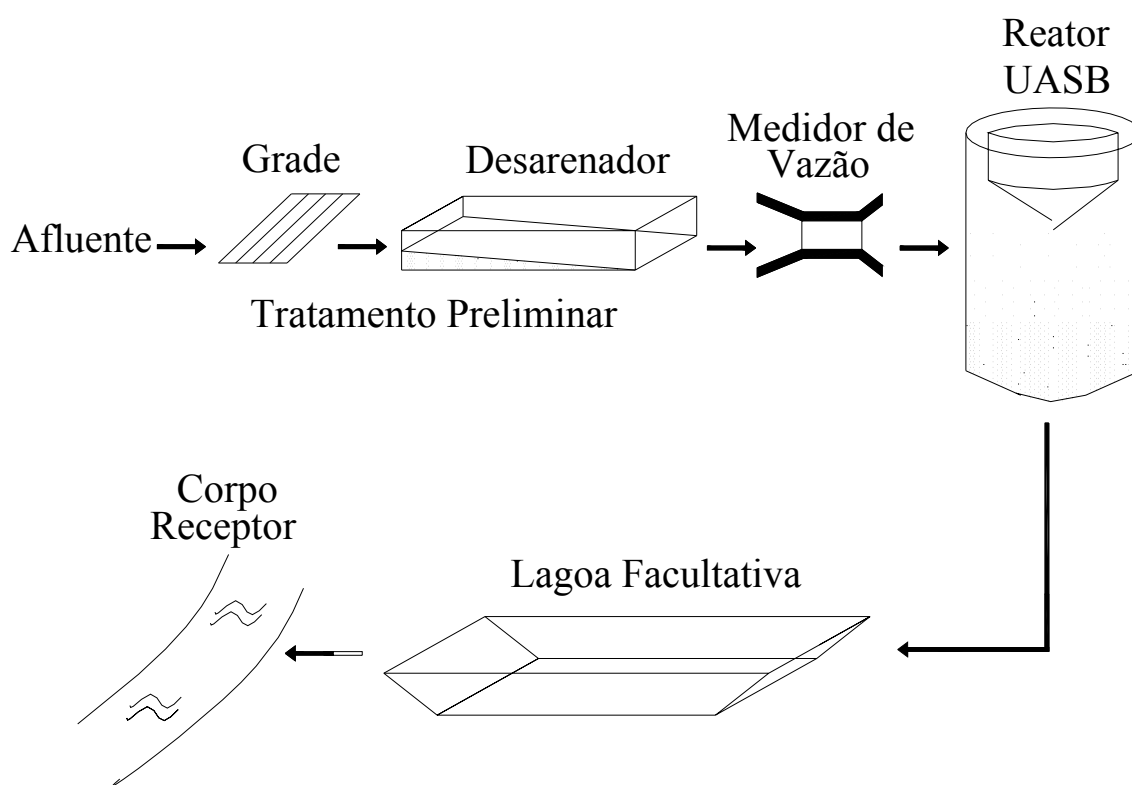 Reator
UASB
Medidor de
Vazão
Grade
Desarenador
Afluente
Tratamento Preliminar
Corpo
Receptor
Lagoa Facultativa